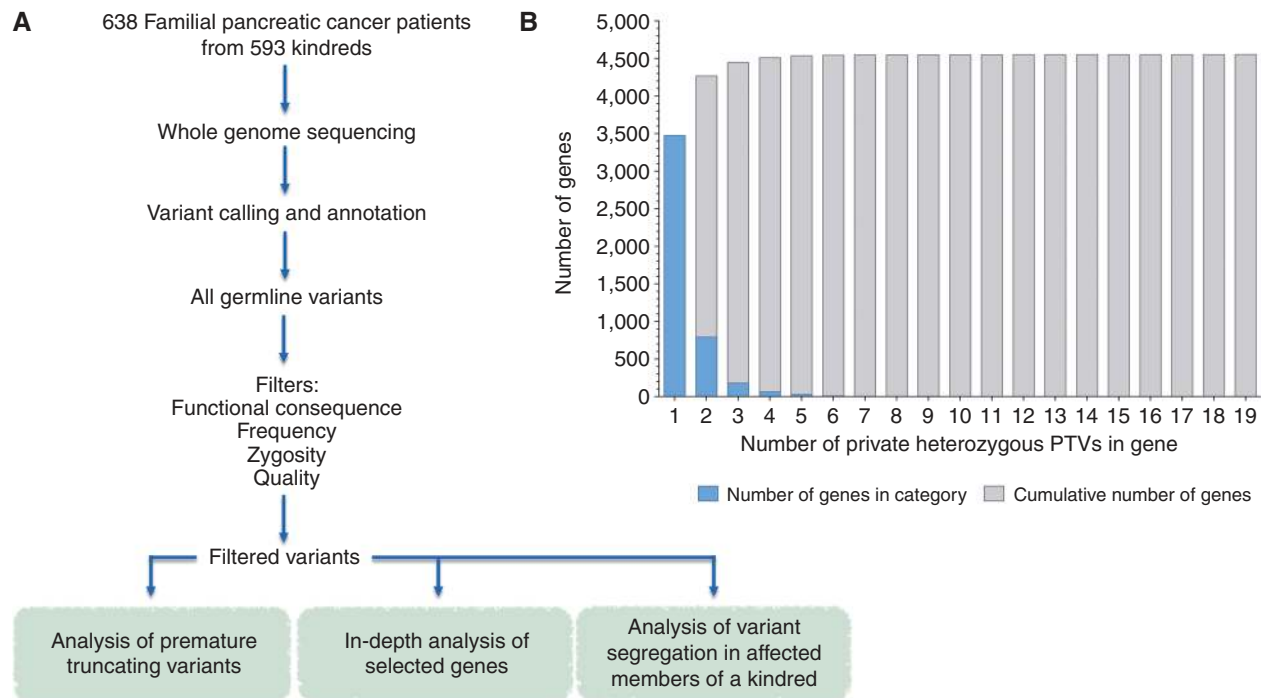 A
638 Familial pancreatic cancer patients
from 593 kindreds
Whole genome sequencing
Variant calling and annotation
All germline variants
Filters:
Functional consequence
Frequency
Zygosity
Quality
Filtered variants
Analysis of premature
truncating variants
In-depth analysis of
selected genes
Analysis of variant
segregation in affected
members of a kindred
B
Number of genes
5,000
4,500
4,000
3,500
3,000
2,500
2,000
1,500
1,000
500
0
1 2 3 4 5 6 7 8 9 10 11 12 13 14 15 16 17 18 19
Number of private heterozygous PTVs in gene
Number of genes in category Cumulative number of genes